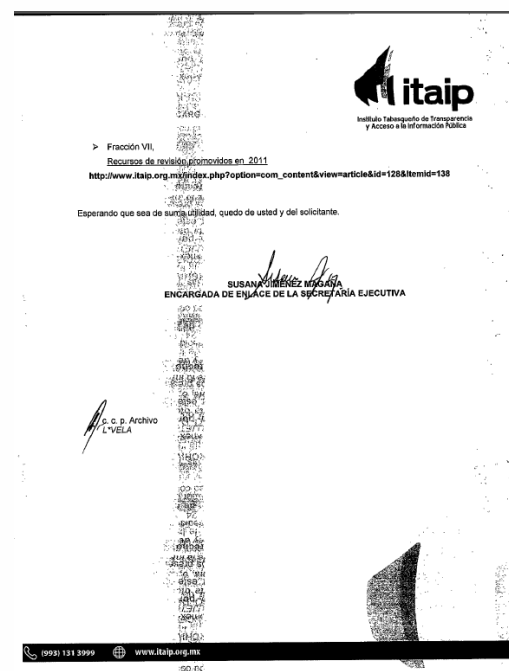 itaip
Instituto Tabasqueño de Transparencia
y Acceso a la Información Pública
➢ Fracción VII,
Recursos de revisión promovidos en 2011
http://www.itaip.org.mx/index.php?option=com_content&view=article&id=128&Itemid=138
Esperando que sea de suma utilidad, quedo de usted y del solicitante.
SUSANA JIMÉNEZ MAGAÑA
ENCARGADA DE ENLACE DE LA SECRETARÍA EJECUTIVA
c. c. p. Archivo
L*VELA
(993) 131 3999 www.itaip.org.mx